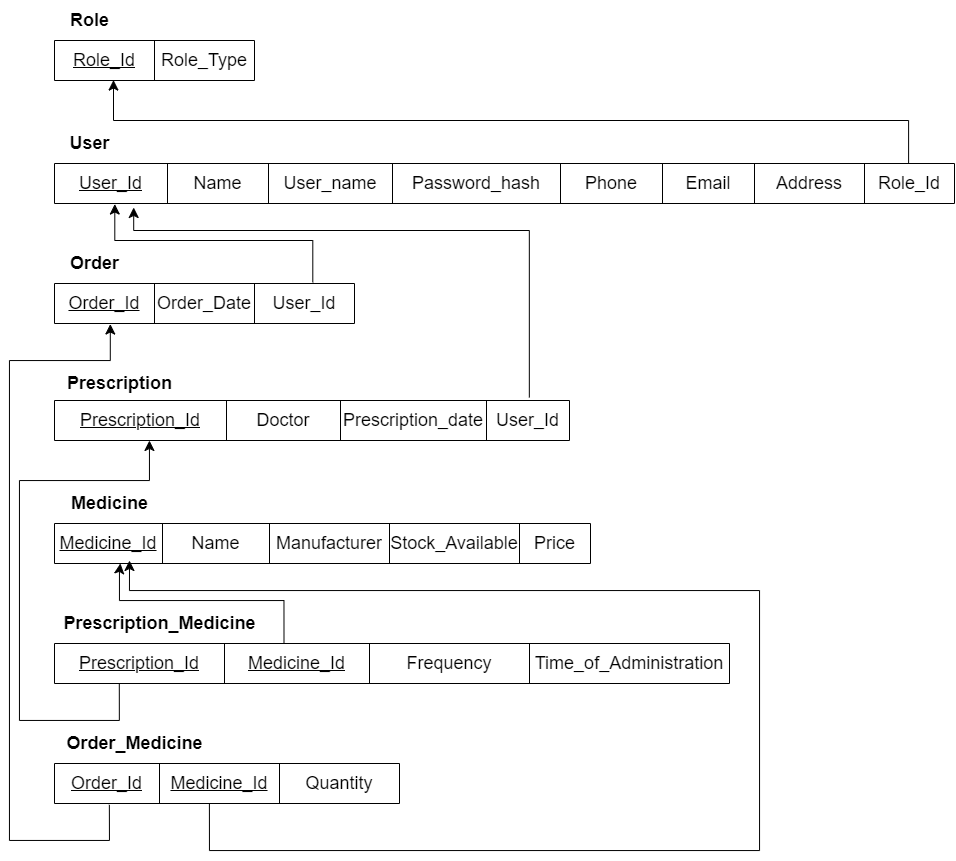 Role
Role_Id Role_Type
User
User_Id Name User_name Password_hash Phone Email Address Role_Id
Order
Order_Id Order_Date User_Id
Prescription
Prescription_Id Doctor Prescription_date User_Id
Medicine
Medicine_Id Name Manufacturer Stock_Available Price
Prescription_Medicine
Prescription_Id Medicine_Id Frequency Time_of_Administration
Order_Medicine
Order_Id Medicine_Id Quantity